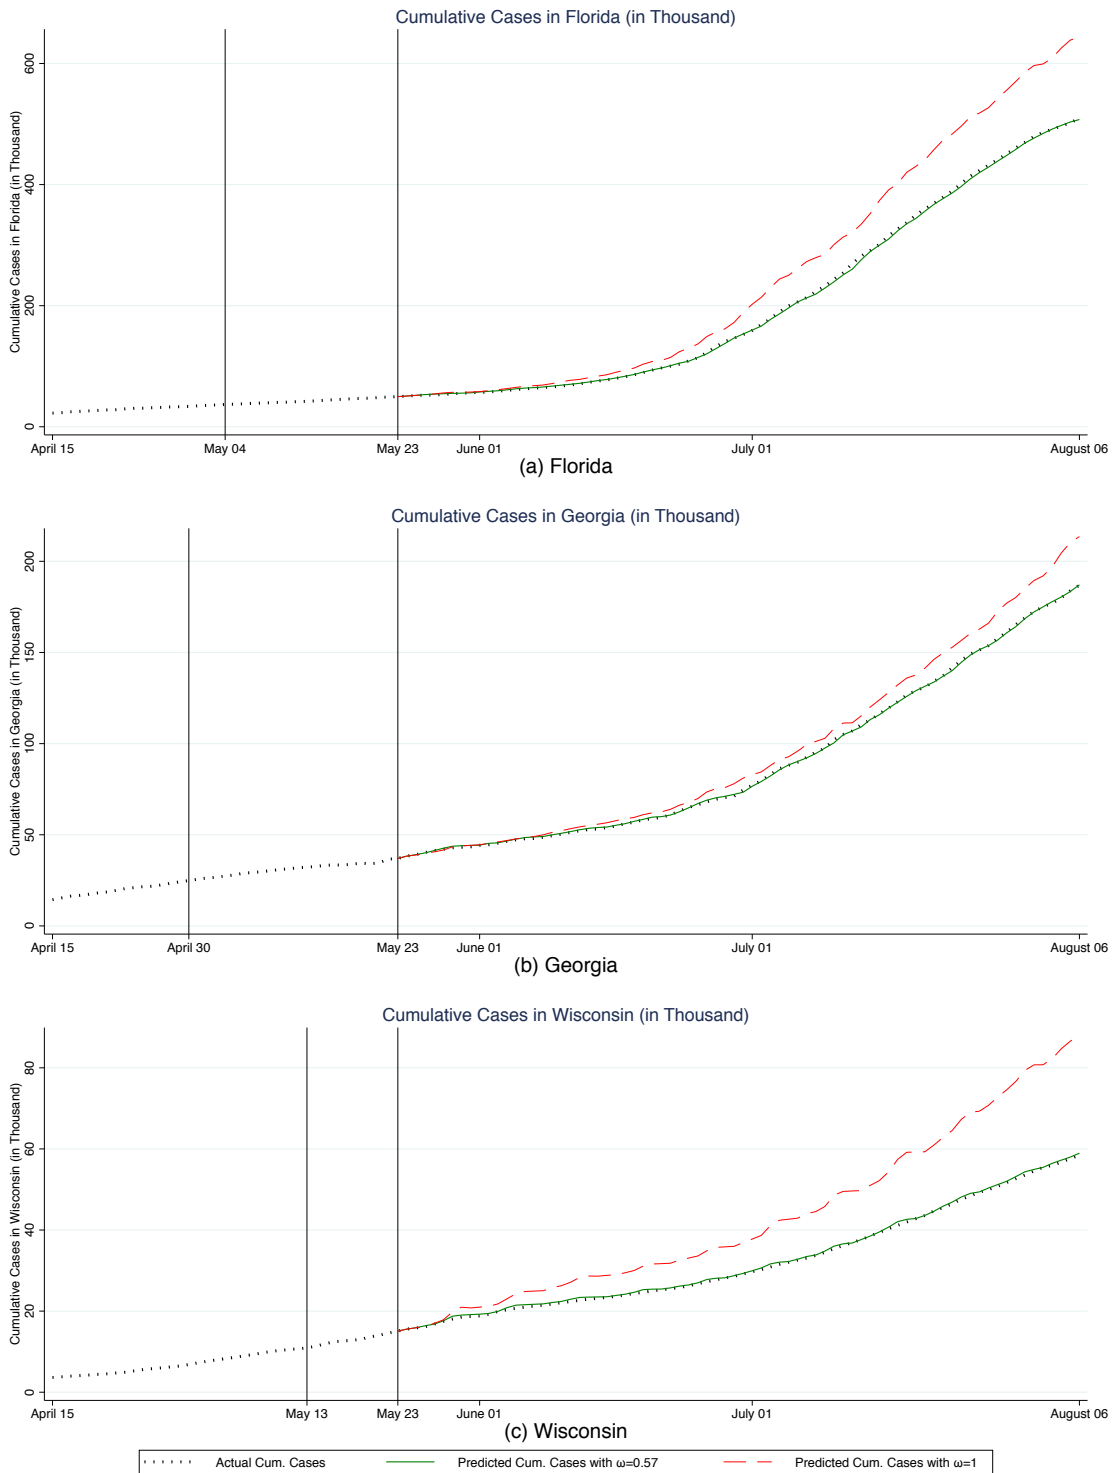 Cumulative Cases in Florida (in Thousand)
Cumulative Cases in Florida (in Thousand)
600
400
200
0
April 15 May 04 May 23 June 01 July 01 August 06
(a) Florida
Cumulative Cases in Georgia (in Thousand)
Cumulative Cases in Georgia (in Thousand)
200
150
100
50
0
April 15 April 30 May 23 June 01 July 01 August 06
(b) Georgia
Cumulative Cases in Wisconsin (in Thousand)
Cumulative Cases in Wisconsin (in Thousand)
80
60
40
20
0
April 15 May 13 May 23 June 01 July 01 August 06
(c) Wisconsin
Actual Cum. Cases Predicted Cum. Cases with ω=0.57 Predicted Cum. Cases with ω=1